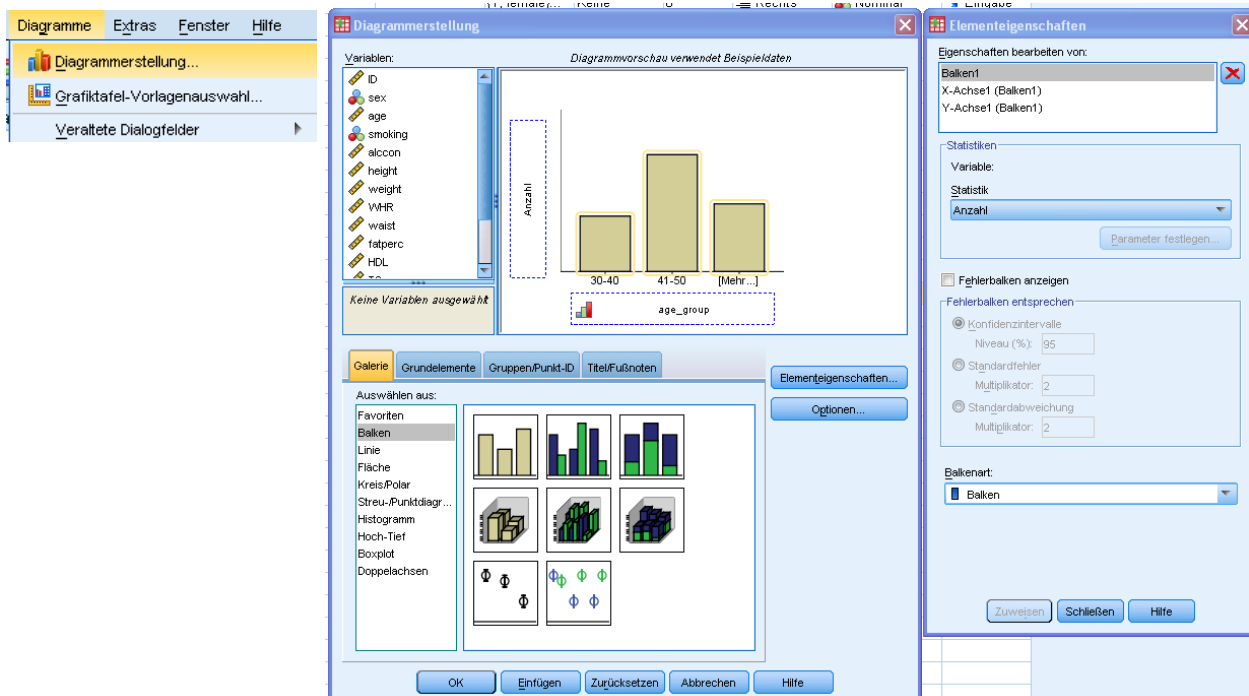 Diagramme Extras Fenster Hilfe
Diagrammerstellung...
Grafiktafel-Vorlagenauswahl...
Veraltete Dialogfelder
Keine
Rechts
Nominal
Eingabe
Diagrammerstellung
Variablen:
Diagrammvorschau verwendet Beispieldaten
ID
sex
age
smoking
alccon
height
weight
WHR
waist
fatperc
HDL
Keine Variablen ausgewählt
Anzahl
30-40 41-50 [Mehr...]
age_group
Galerie Grundelemente Gruppen/Punkt-ID Titel/Fußnoten
Elementeigenschaften...
Optionen...
Auswählen aus:
Favoriten
Balken
Linie
Fläche
Kreis/Polar
Streu-/Punktdiagr...
Histogramm
Hoch-Tief
Boxplot
Doppelachsen
OK Einfügen Zurücksetzen Abbrechen Hilfe
Elementeigenschaften
Eigenschaften bearbeiten von:
Balken1
X-Achse1 (Balken1)
Y-Achse1 (Balken1)
Statistiken
Variable:
Statistik
Anzahl
Parameter festlegen...
Fehlerbalken anzeigen
Fehlerbalken entsprechen
Konfidenzintervalle
Niveau (%): 95
Standardfehler
Multiplikator: 2
Standardabweichung
Multiplikator: 2
Balkenart:
Balken
Zuweisen Schließen Hilfe